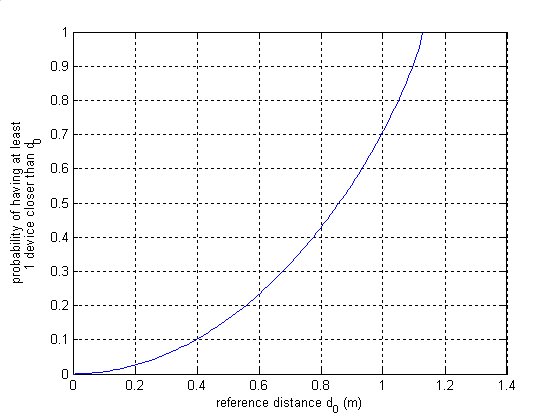 1
0.9
0.8
0.7
0.6
0.5
0.4
0.3
0.2
0.1
0
probability of having at least
1 device closer than d0
0 0.2 0.4 0.6 0.8 1 1.2 1.4
reference distance d0 (m)